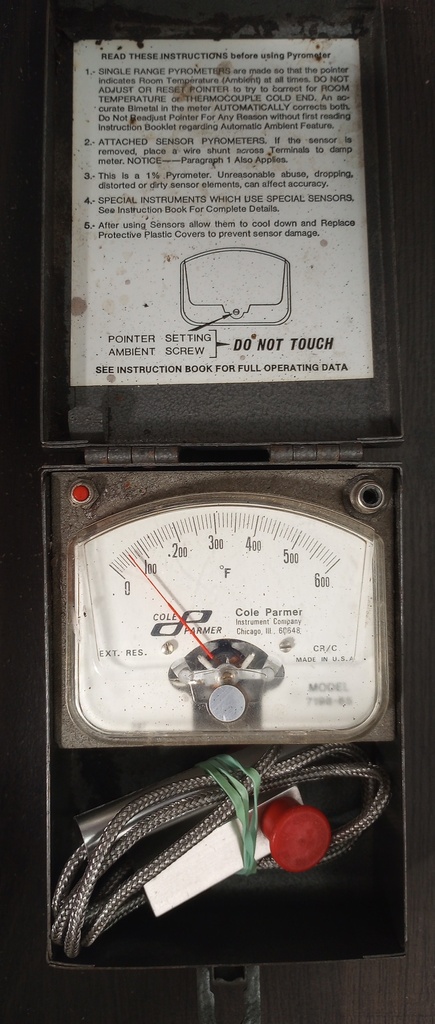 READ THESE INSTRUCTIONS before using Pyrometer
1.- SINGLE RANGE PYROMETERS are made so that the pointer
indicates Room Temperature (Ambient) at all times. DO NOT
ADJUST OR RESET POINTER to try to correct for ROOM
TEMPERATURE or THERMOCOUPLE COLD END. An ac-
curate Bimetal in the meter AUTOMATICALLY corrects both.
Do Not Readjust Pointer For Any Reason without first reading
Instruction Booklet regarding Automatic Ambient Feature.
2.- ATTACHED SENSOR PYROMETERS. If the sensor is
removed, place a wire shunt across Terminals to damp
meter. NOTICE——Paragraph 1 Also Applies.
3.- This is a 1% Pyrometer. Unreasonable abuse, dropping,
distorted or dirty sensor elements, can affect accuracy.
4.- SPECIAL INSTRUMENTS WHICH USE SPECIAL SENSORS.
See Instruction Book For Complete Details.
5.- After using Sensors allow them to cool down and Replace
Protective Plastic Covers to prevent sensor damage.
POINTER SETTING
AMBIENT SCREW
DO NOT TOUCH
SEE INSTRUCTION BOOK FOR FULL OPERATING DATA
0 100 200 300 400 500 600
°F
COLE
PARMER
Cole Parmer
Instrument Company
Chicago, Ill., 60648
EXT. RES.
CR/C
MADE IN U.S.A.
MODEL